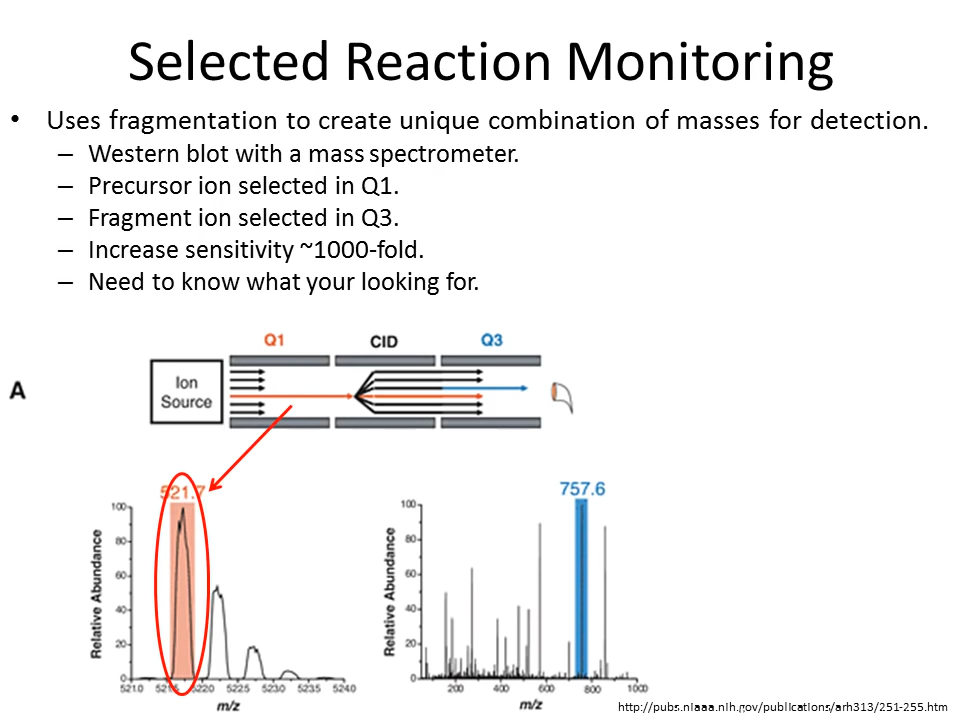 Selected Reaction Monitoring
• Uses fragmentation to create unique combination of masses for detection.
– Western blot with a mass spectrometer.
– Precursor ion selected in Q1.
– Fragment ion selected in Q3.
– Increase sensitivity ~1000-fold.
– Need to know what your looking for.
Q1 CID Q3
A
Ion
Source
521.7
757.6
Relative Abundance
100
80
60
40
20
0
5210 5220 5225 5230 5235 5240
m/z
Relative Abundance
100
80
60
40
20
0
200 400 600 800 1000
m/z
http://pubs.niaaa.nih.gov/publications/arh313/251-255.htm